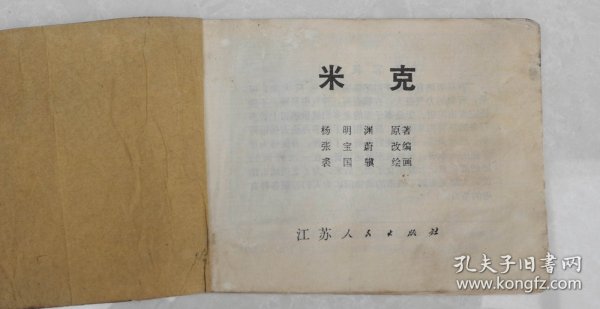 米克
杨明渊 原著
张宝蔚 改编
裘国骥 绘画
江苏人民出版社
孔夫子旧书网
www.kongfz.com